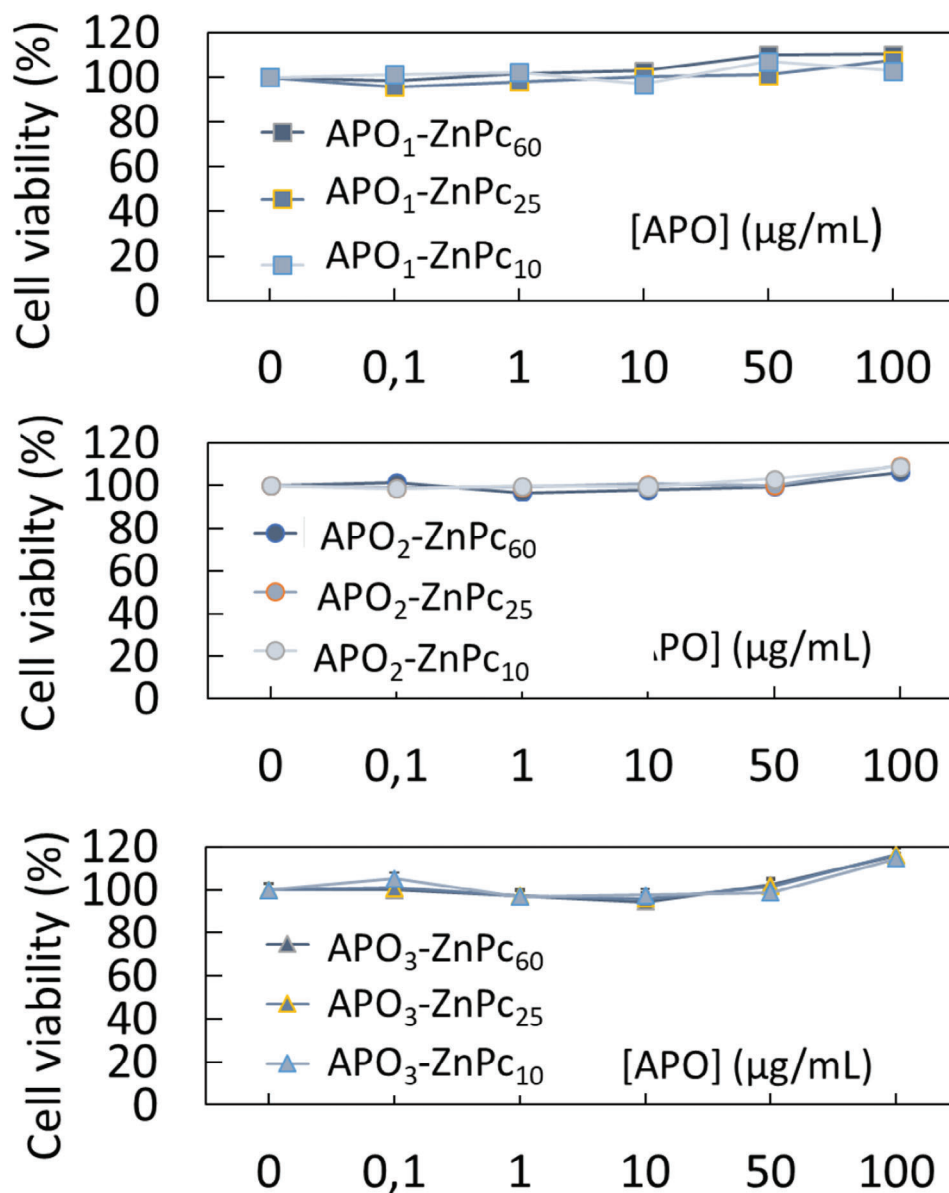 Cell viability (%)
120
100
80
60
40
20
0
APO₁-ZnPc₆₀
APO₁-ZnPc₂₅
APO₁-ZnPc₁₀
[APO] (µg/mL)
0 0,1 1 10 50 100
Cell viabilty (%)
120
100
80
60
40
20
0
APO₂-ZnPc₆₀
APO₂-ZnPc₂₅
APO₂-ZnPc₁₀
PO] (µg/mL)
0 0,1 1 10 50 100
Cell viability (%)
120
100
80
60
40
20
0
APO₃-ZnPc₆₀
APO₃-ZnPc₂₅
APO₃-ZnPc₁₀
[APO] (µg/mL)
0 0,1 1 10 50 100